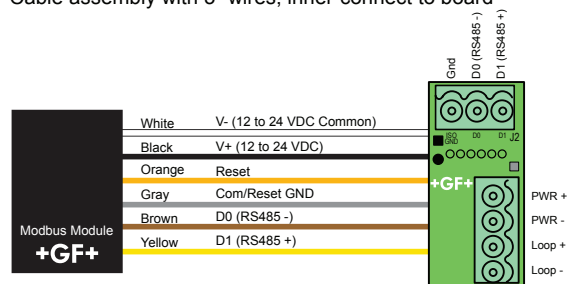 Cable assembly with 6" wires, inner connect to board
Gnd
D0 (RS485 -)
D1 (RS485 +)
ISO GND D0 D1 J2
White V- (12 to 24 VDC Common)
Black V+ (12 to 24 VDC)
Orange Reset
Gray Com/Reset GND
Brown D0 (RS485 -)
Yellow D1 (RS485 +)
Modbus Module
+GF+
+GF+
PWR +
PWR -
Loop +
Loop -